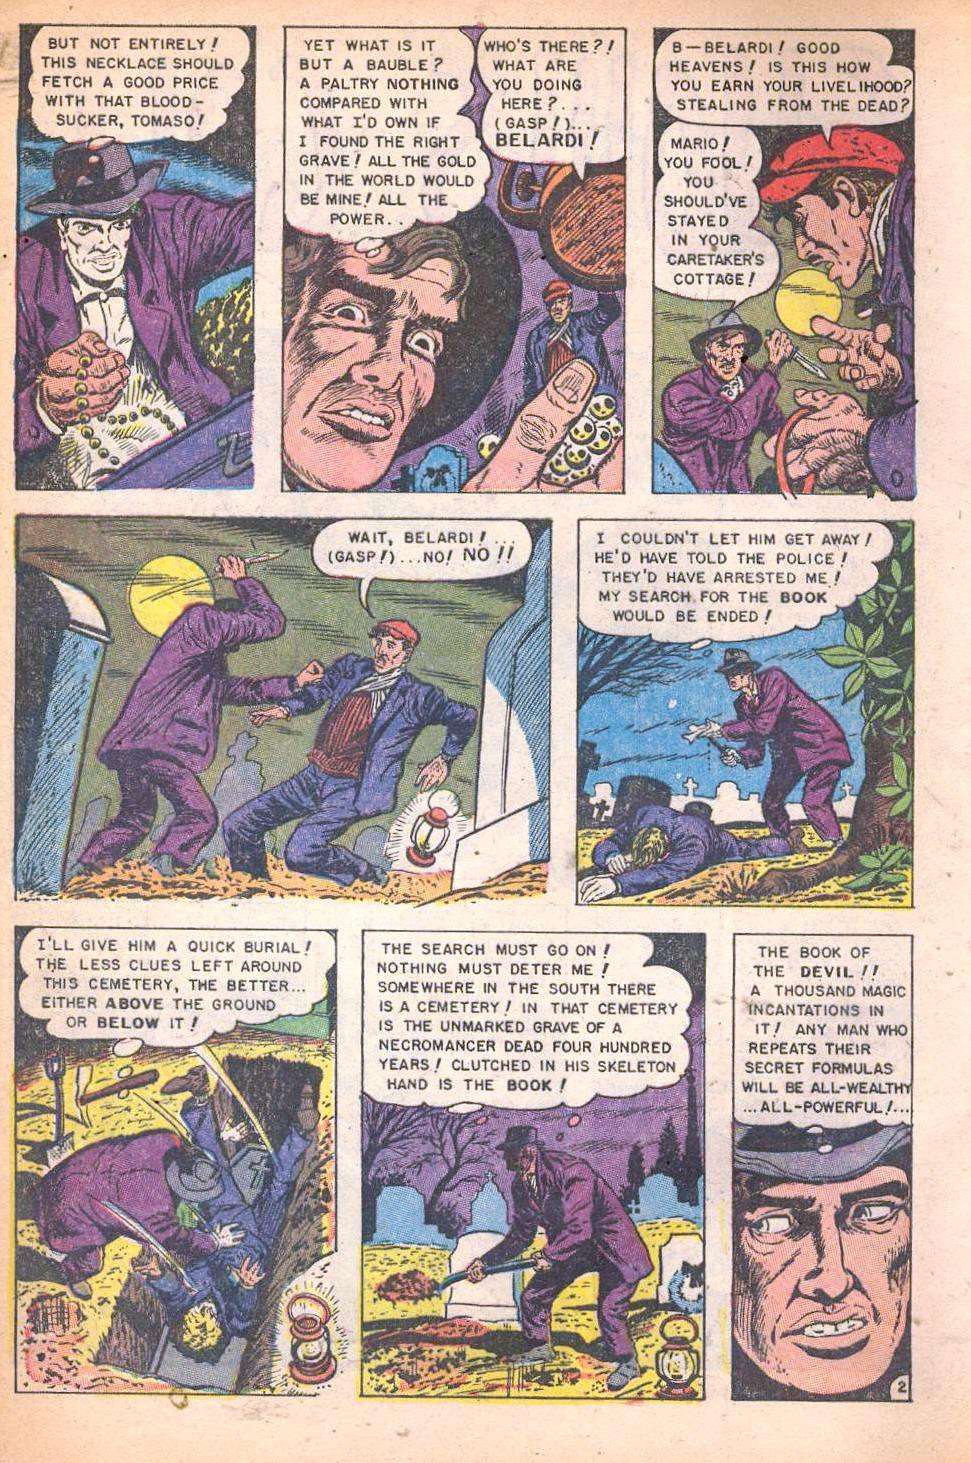 BUT NOT ENTIRELY!
THIS NECKLACE SHOULD
FETCH A GOOD PRICE
WITH THAT BLOOD-
SUCKER, TOMASO!
YET WHAT IS IT
BUT A BAUBLE?
A PALTRY NOTHING
COMPARED WITH
WHAT I'D OWN IF
I FOUND THE RIGHT
GRAVE! ALL THE GOLD
IN THE WORLD WOULD
BE MINE! ALL THE
POWER. .
WHO'S THERE?!
WHAT ARE
YOU DOING
HERE?. . .
(GASP!)...
BELARDI!
B--BELARDI! GOOD
HEAVENS! IS THIS HOW
YOU EARN YOUR LIVELIHOOD?
STEALING FROM THE DEAD?
MARIO!
YOU FOOL!
YOU
SHOULD'VE
STAYED
IN YOUR
CARETAKER'S
COTTAGE!
WAIT, BELARDI!...
(GASP!)...NO! NO!!
I COULDN'T LET HIM GET AWAY!
HE'D HAVE TOLD THE POLICE!
THEY'D HAVE ARRESTED ME!
MY SEARCH FOR THE BOOK
WOULD BE ENDED!
I'LL GIVE HIM A QUICK BURIAL!
THE LESS CLUES LEFT AROUND
THIS CEMETERY, THE BETTER...
EITHER ABOVE THE GROUND
OR BELOW IT!
THE SEARCH MUST GO ON!
NOTHING MUST DETER ME!
SOMEWHERE IN THE SOUTH THERE
IS A CEMETERY! IN THAT CEMETERY
IS THE UNMARKED GRAVE OF A
NECROMANCER DEAD FOUR HUNDRED
YEARS! CLUTCHED IN HIS SKELETON
HAND IS THE BOOK!
THE BOOK OF
THE DEVIL!!
A THOUSAND MAGIC
INCANTATIONS IN
IT! ANY MAN WHO
REPEATS THEIR
SECRET FORMULAS
WILL BE ALL-WEALTHY
...ALL-POWERFUL!...
2